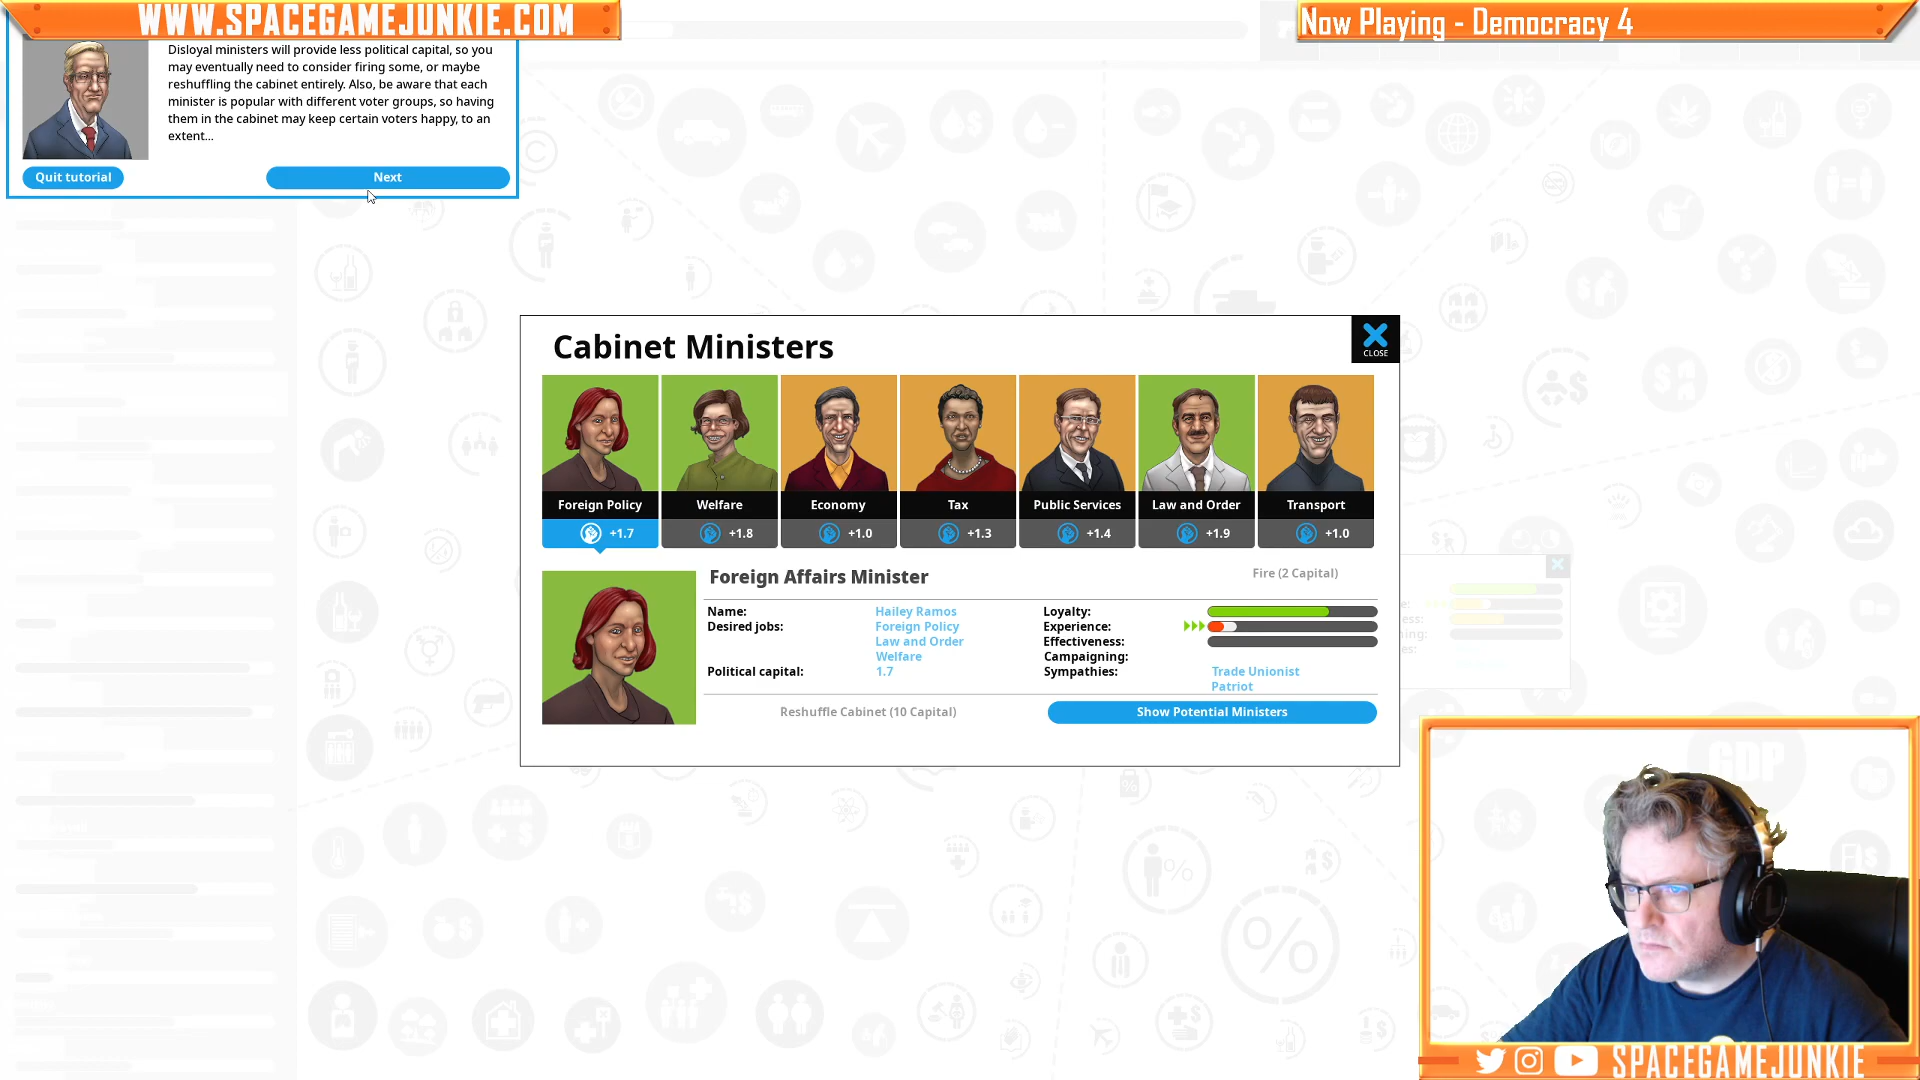 WWW.SPACEGAMEJUNKIE.COM
Now Playing - Democracy 4
Disloyal ministers will provide less political capital, so you
may eventually need to consider firing some, or maybe
reshuffling the cabinet entirely. Also, be aware that each
minister is popular with different voter groups, so having
them in the cabinet may keep certain voters happy, to an
extent...
Quit tutorial
Next
Cabinet Ministers
CLOSE
Foreign Policy
Welfare
Economy
Tax
Public Services
Law and Order
Transport
+1.7
+1.8
+1.0
+1.3
+1.4
+1.9
+1.0
Foreign Affairs Minister
Fire (2 Capital)
Name: Hailey Ramos
Desired jobs: Foreign Policy
Law and Order
Welfare
Political capital: 1.7
Loyalty:
Experience:
Effectiveness:
Campaigning:
Sympathies: Trade Unionist
Patriot
Reshuffle Cabinet (10 Capital)
Show Potential Ministers
GDP
SPACEGAMEJUNKIE